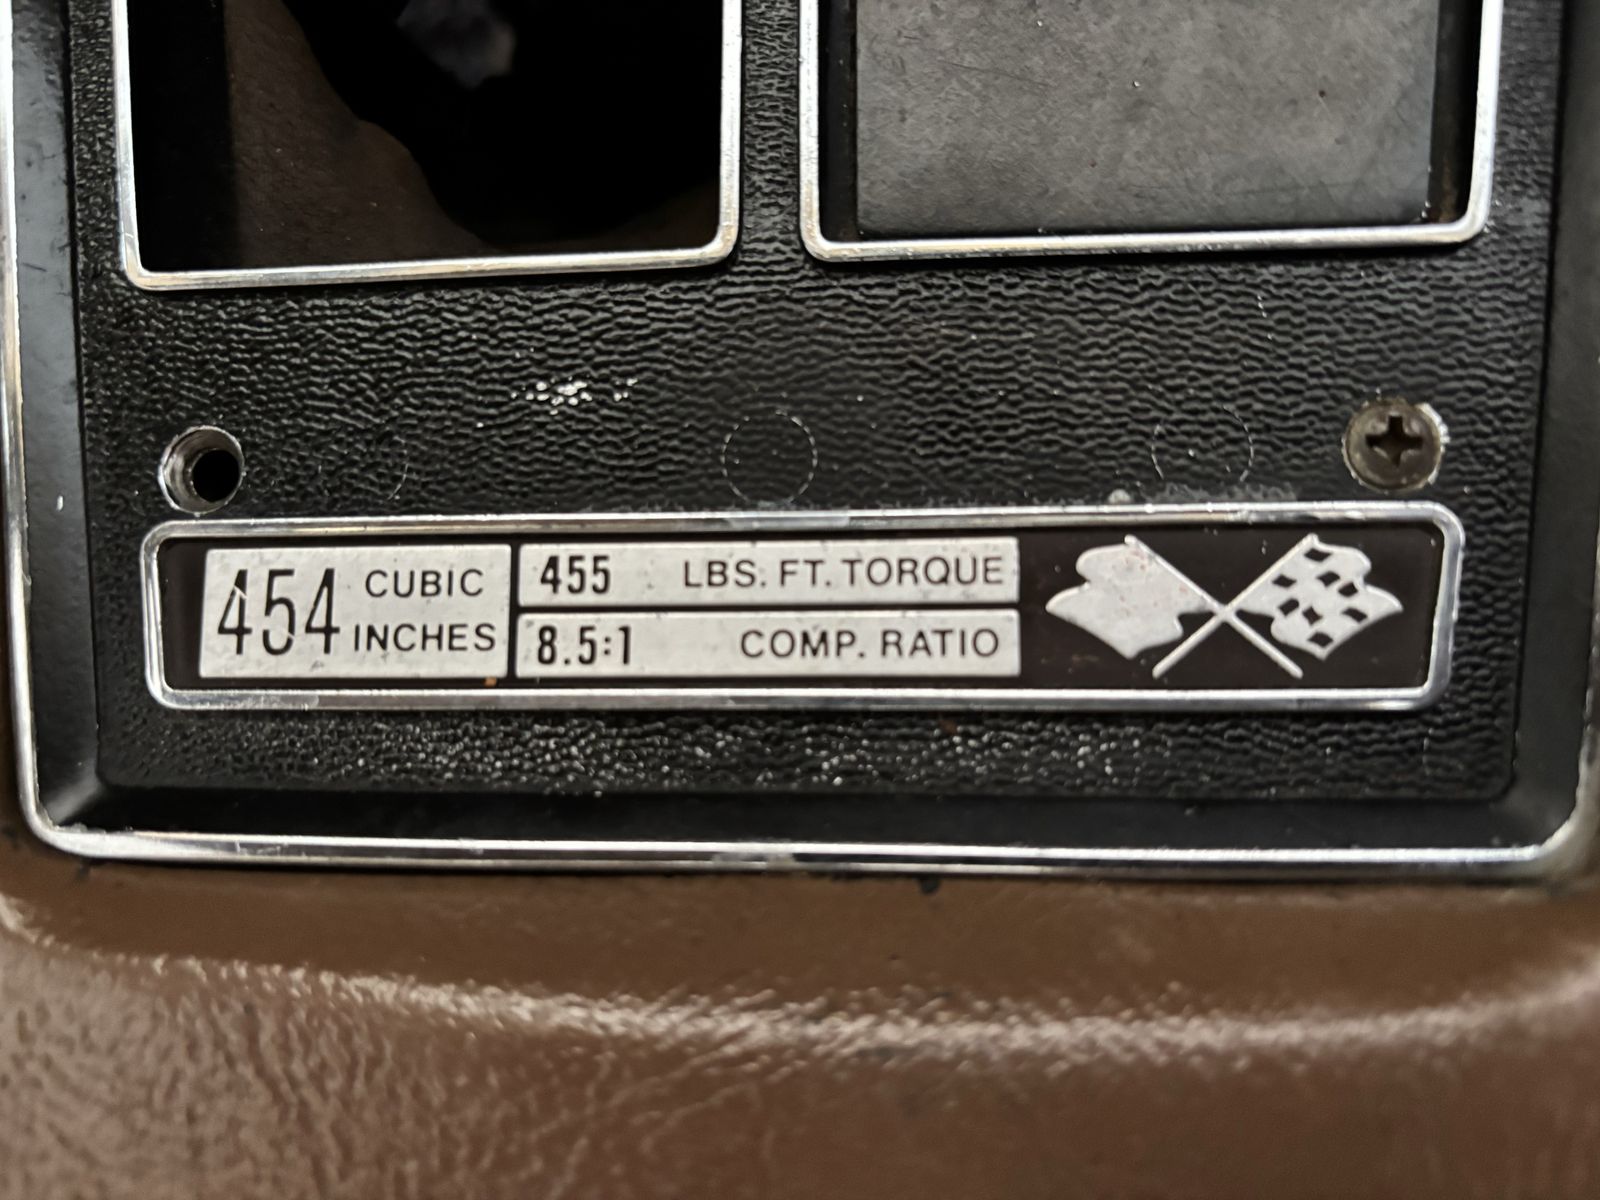 454 CUBIC INCHES
455 LBS. FT. TORQUE
8.5:1 COMP. RATIO